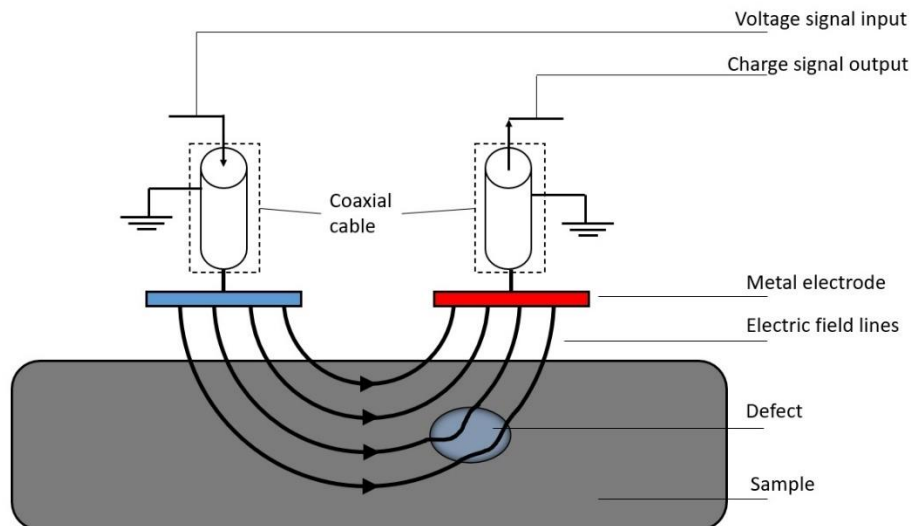 Voltage signal input
Charge signal output
Coaxial
cable
Metal electrode
Electric field lines
Defect
Sample